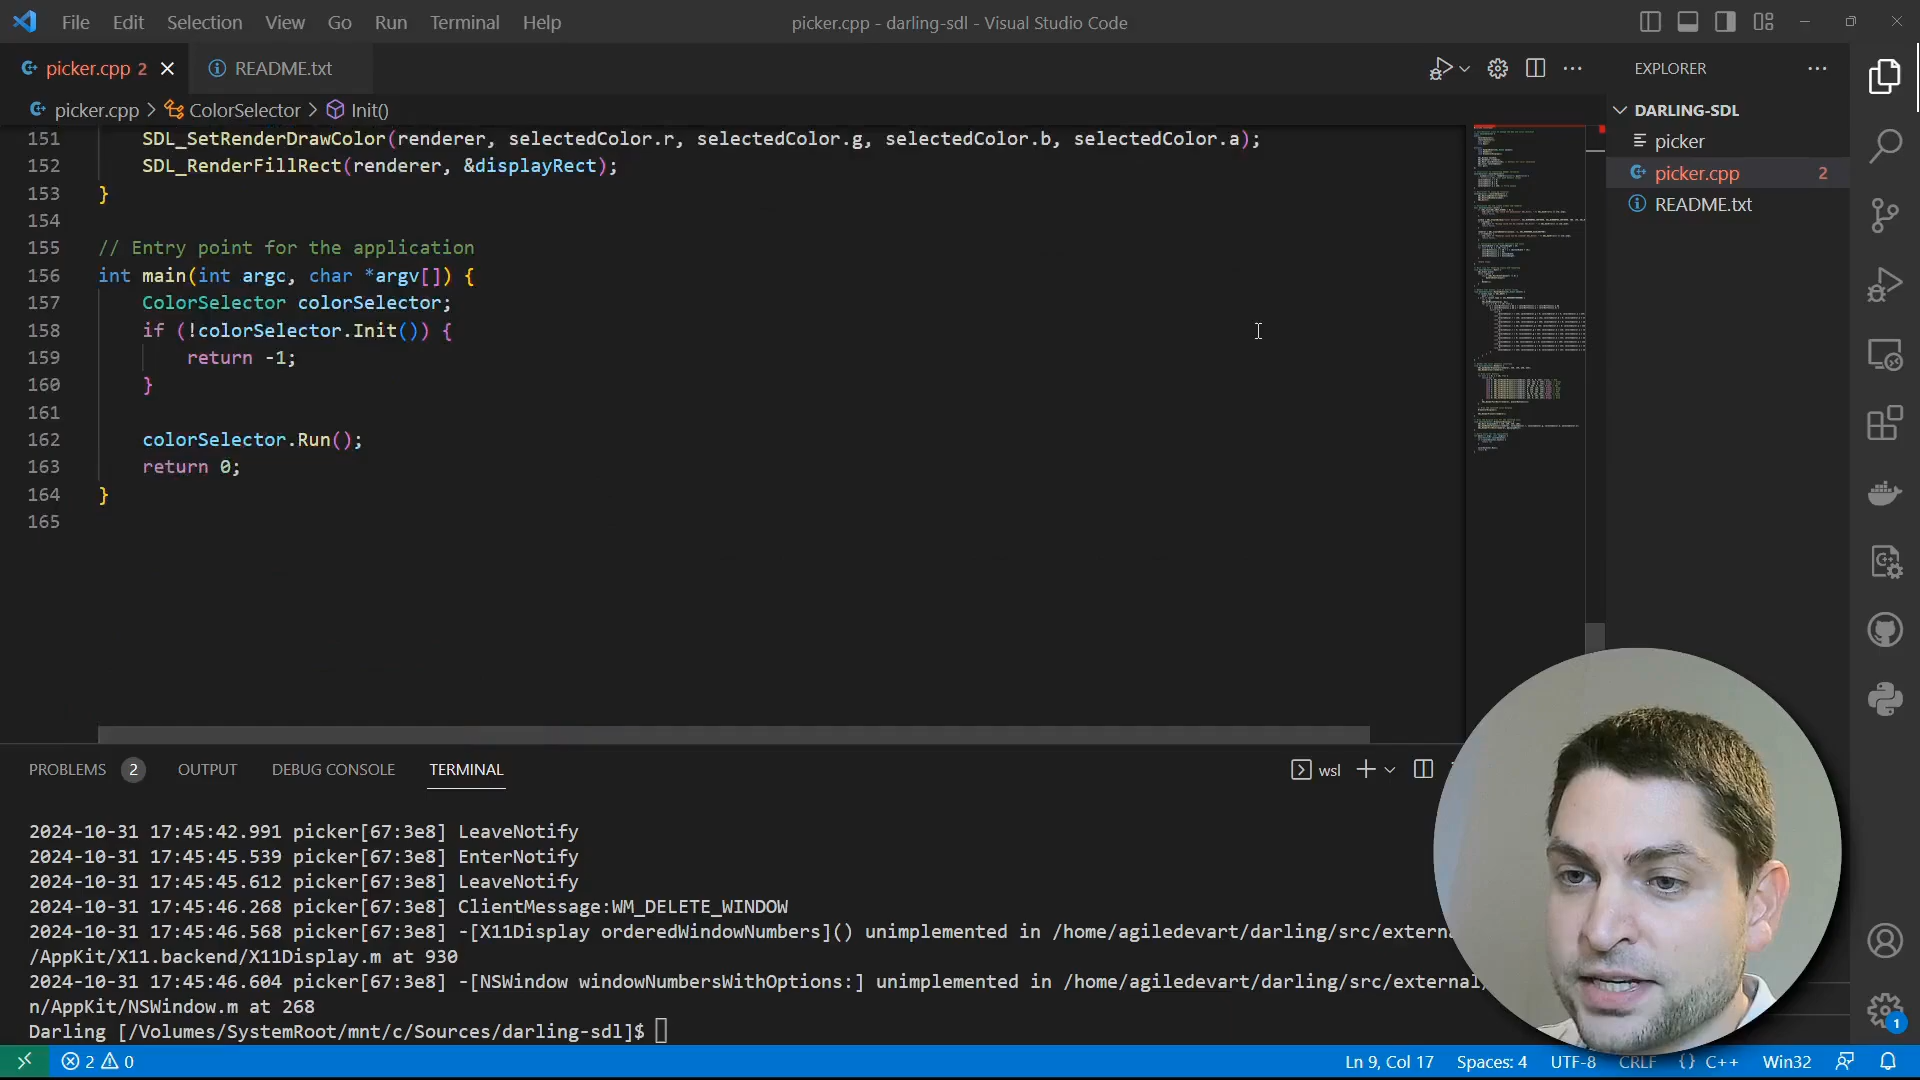 File Edit Selection View Go Run Terminal Help
picker.cpp - darling-sdl - Visual Studio Code
picker.cpp 2
README.txt
EXPLORER
picker.cpp > ColorSelector > Init()
DARLING-SDL
picker
picker.cpp 2
README.txt
151 SDL_SetRenderDrawColor(renderer, selectedColor.r, selectedColor.g, selectedColor.b, selectedColor.a);
152 SDL_RenderFillRect(renderer, &displayRect);
153 }
154
155 // Entry point for the application
156 int main(int argc, char *argv[]) {
157 ColorSelector colorSelector;
158 if (!colorSelector.Init()) {
159 return -1;
160 }
161
162 colorSelector.Run();
163 return 0;
164 }
165
PROBLEMS 2 OUTPUT DEBUG CONSOLE TERMINAL
wsl
2024-10-31 17:45:42.991 picker[67:3e8] LeaveNotify
2024-10-31 17:45:45.539 picker[67:3e8] EnterNotify
2024-10-31 17:45:45.612 picker[67:3e8] LeaveNotify
2024-10-31 17:45:46.268 picker[67:3e8] ClientMessage:WM_DELETE_WINDOW
2024-10-31 17:45:46.568 picker[67:3e8] -[X11Display orderedWindowNumbers]() unimplemented in /home/agiledevart/darling/src/externa
/AppKit/X11.backend/X11Display.m at 930
2024-10-31 17:45:46.604 picker[67:3e8] -[NSWindow windowNumbersWithOptions:] unimplemented in /home/agiledevart/darling/src/external/
n/AppKit/NSWindow.m at 268
Darling [/Volumes/SystemRoot/mnt/c/Sources/darling-sdl]$
2 0
Ln 9, Col 17 Spaces: 4 UTF-8 CRLF {} C++ Win32
1